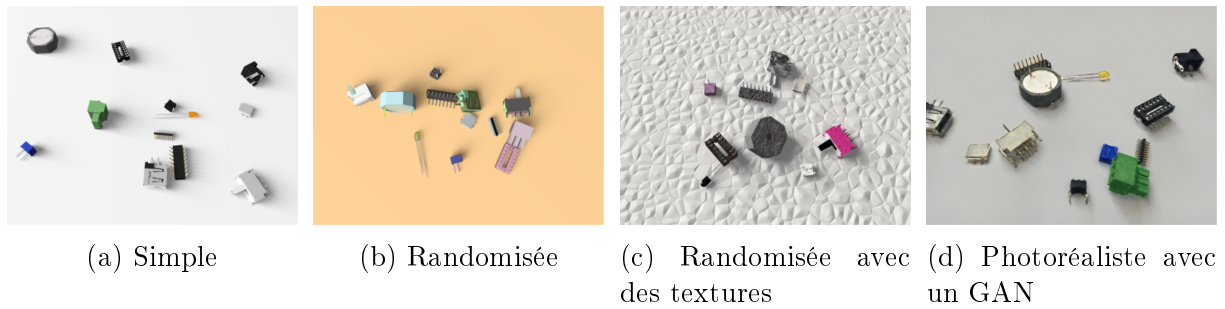 (a) Simple
(b) Randomisée
(c) Randomisée avec
des textures
(d) Photoréaliste avec
un GAN